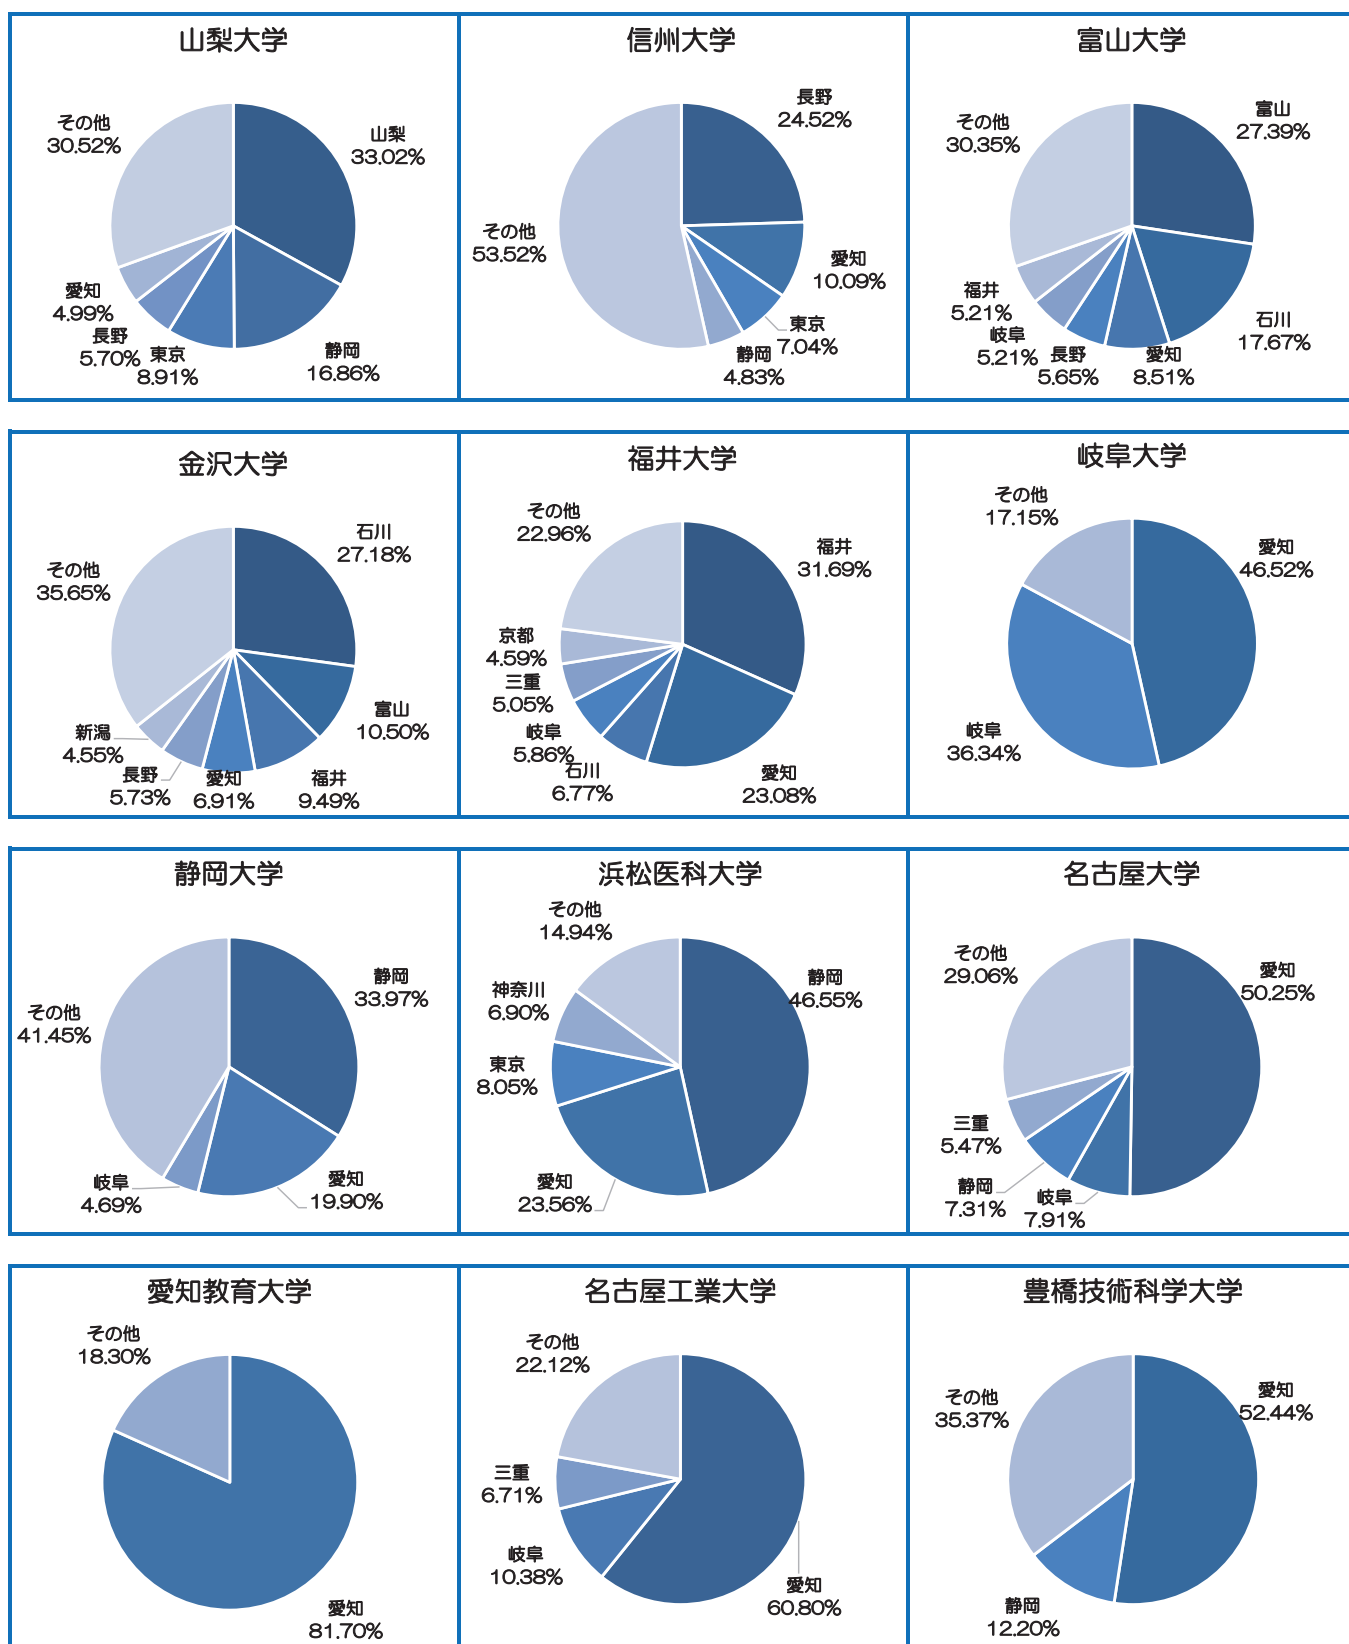 山梨大学
山梨
33.02%
静岡
16.86%
東京
8.91%
長野
5.70%
愛知
4.99%
その他
30.52%
信州大学
長野
24.52%
愛知
10.09%
東京
7.04%
静岡
4.83%
その他
53.52%
富山大学
富山
27.39%
石川
17.67%
愛知
8.51%
長野
5.65%
岐阜
5.21%
福井
5.21%
その他
30.35%
金沢大学
石川
27.18%
富山
10.50%
福井
9.49%
愛知
6.91%
長野
5.73%
新潟
4.55%
その他
35.65%
福井大学
福井
31.69%
愛知
23.08%
石川
6.77%
岐阜
5.86%
三重
5.05%
京都
4.59%
その他
22.96%
岐阜大学
愛知
46.52%
岐阜
36.34%
その他
17.15%
静岡大学
静岡
33.97%
愛知
19.90%
岐阜
4.69%
その他
41.45%
浜松医科大学
静岡
46.55%
愛知
23.56%
東京
8.05%
神奈川
6.90%
その他
14.94%
名古屋大学
愛知
50.25%
岐阜
7.91%
静岡
7.31%
三重
5.47%
その他
29.06%
愛知教育大学
愛知
81.70%
その他
18.30%
名古屋工業大学
愛知
60.80%
岐阜
10.38%
三重
6.71%
その他
22.12%
豊橋技術科学大学
愛知
52.44%
静岡
12.20%
その他
35.37%